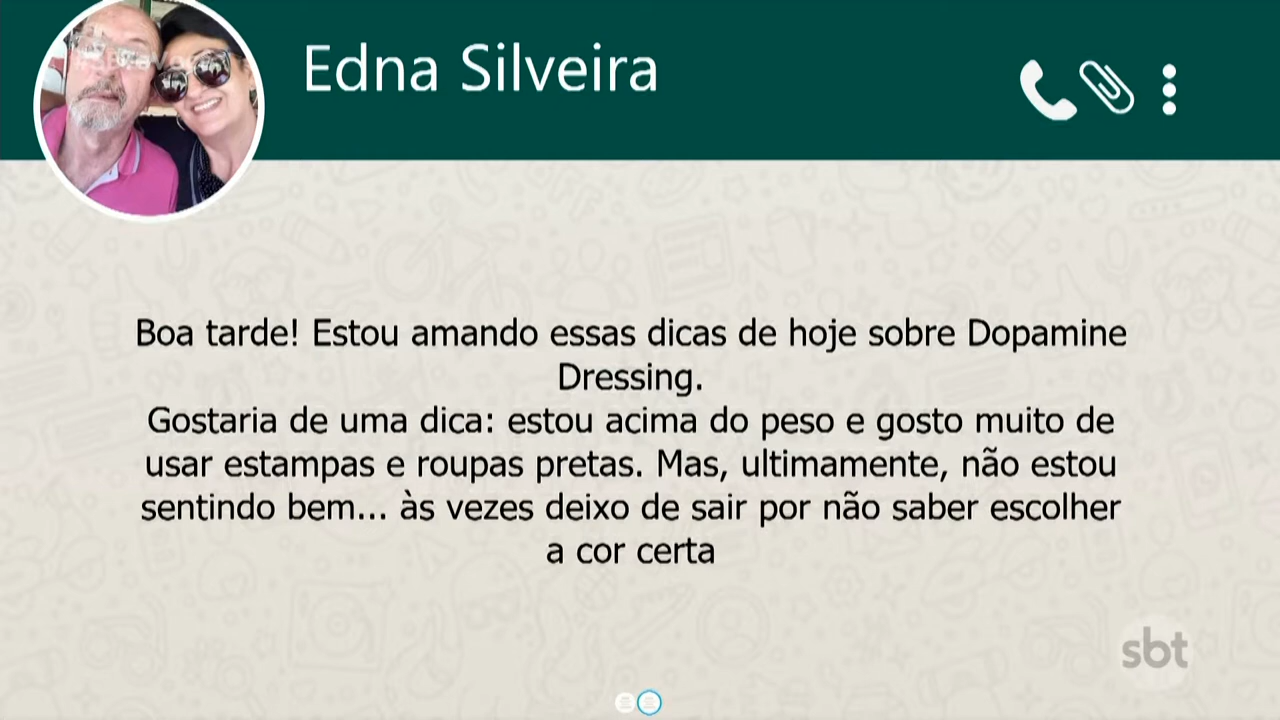 Edna Silveira
Boa tarde! Estou amando essas dicas de hoje sobre Dopamine
Dressing.
Gostaria de uma dica: estou acima do peso e gosto muito de
usar estampas e roupas pretas. Mas, ultimamente, não estou
sentindo bem... às vezes deixo de sair por não saber escolher
a cor certa
sbt